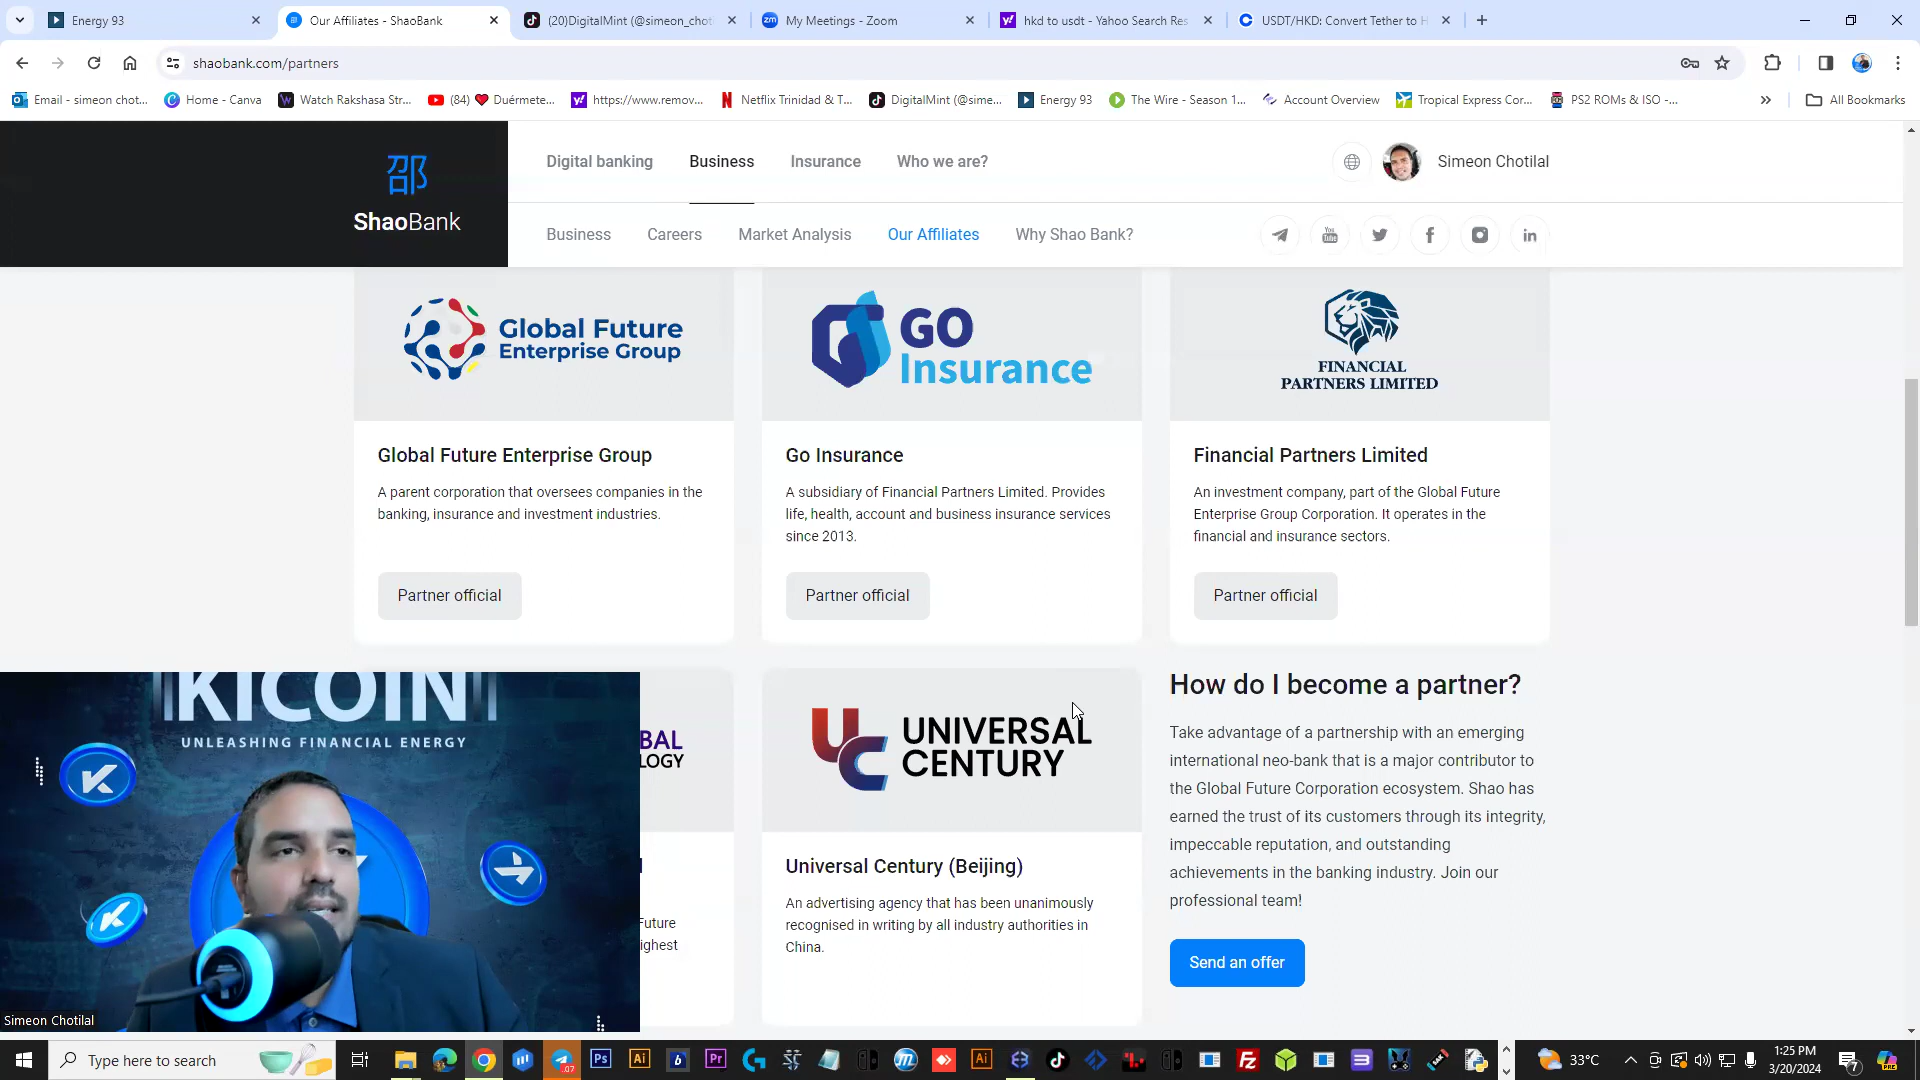 Energy 93
Our Affiliates - ShaoBank
(20)DigitalMint (@simeon_choti
My Meetings - Zoom
hkd to usdt - Yahoo Search Res
USDT/HKD: Convert Tether to H
shaobank.com/partners
Email - simeon chot...
Home - Canva
Watch Rakshasa Str...
(84) ❤ Duérmete...
https://www.remov...
Netflix Trinidad & T...
DigitalMint (@sime...
Energy 93
The Wire - Season 1...
Account Overview
Tropical Express Cor...
PS2 ROMs & ISO -...
All Bookmarks
邵
ShaoBank
Digital banking
Business
Insurance
Who we are?
Simeon Chotilal
Business
Careers
Market Analysis
Our Affiliates
Why Shao Bank?
Global Future
Enterprise Group
GO
Insurance
FINANCIAL
PARTNERS LIMITED
Global Future Enterprise Group
A parent corporation that oversees companies in the
banking, insurance and investment industries.
Partner official
Go Insurance
A subsidiary of Financial Partners Limited. Provides
life, health, account and business insurance services
since 2013.
Partner official
Financial Partners Limited
An investment company, part of the Global Future
Enterprise Group Corporation. It operates in the
financial and insurance sectors.
Partner official
KICOIN
UNLEASHING FINANCIAL ENERGY
Simeon Chotilal
BAL
LOGY
Future
ighest
UC
UNIVERSAL
CENTURY
Universal Century (Beijing)
An advertising agency that has been unanimously
recognised in writing by all industry authorities in
China.
How do I become a partner?
Take advantage of a partnership with an emerging
international neo-bank that is a major contributor to
the Global Future Corporation ecosystem. Shao has
earned the trust of its customers through its integrity,
impeccable reputation, and outstanding
achievements in the banking industry. Join our
professional team!
Send an offer
Type here to search
33°C
1:25 PM
3/20/2024
7